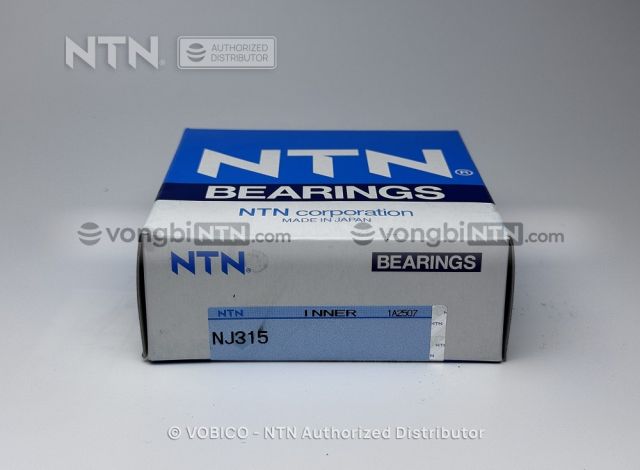 NTN® AUTHORIZED DISTRIBUTOR
NTN®
BEARINGS
NTN corporation
MADE IN JAPAN
vongbiNTN.com vongbiNTN.com
NTN® BEARINGS
NTN INNER 1A2507
NJ315
© VOBICO - NTN Authorized Distributor